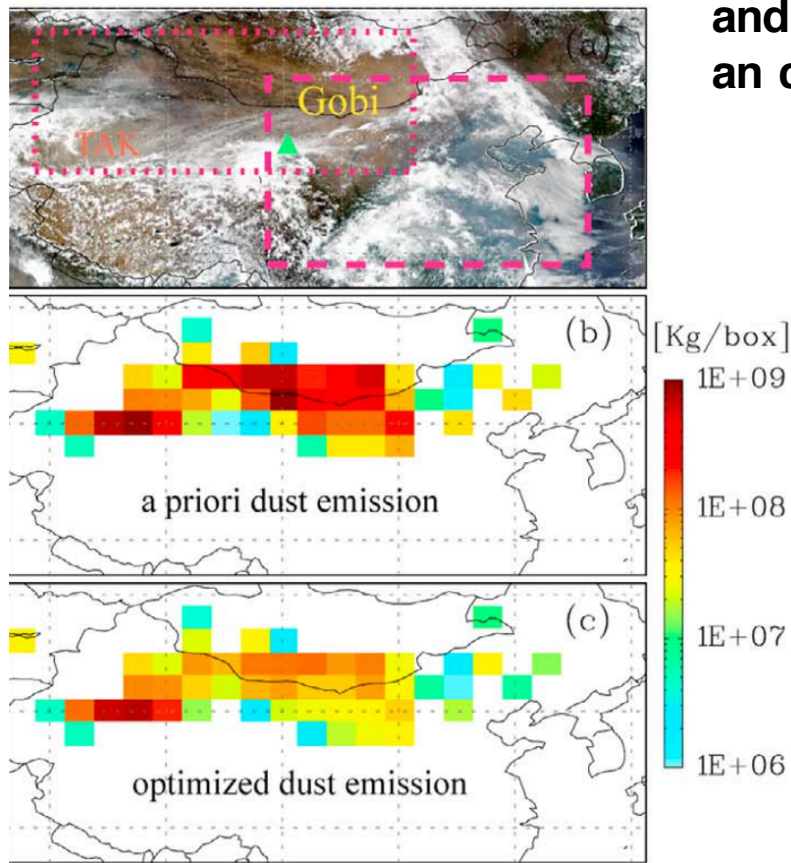 and
an
(a)
Gobi
TAK
(b)
[Kg/box]
1E+09
a priori dust emission
1E+08
(c)
1E+07
optimized dust emission
1E+06